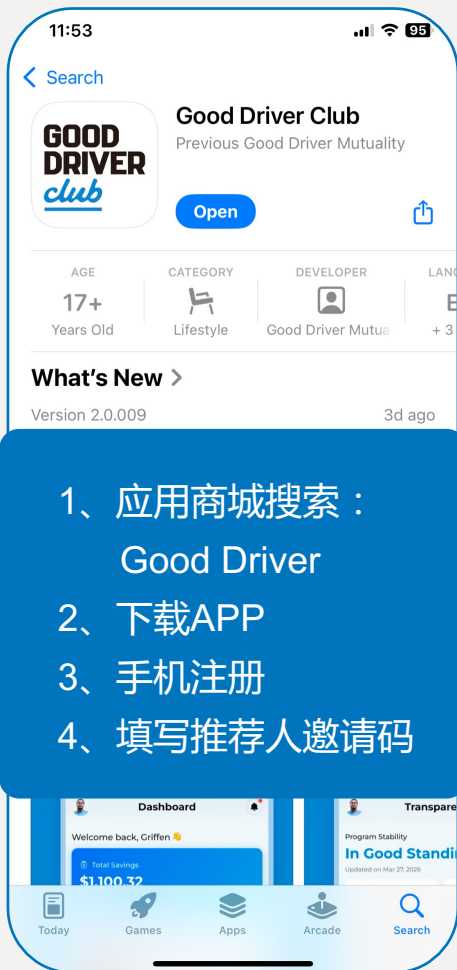 11:53
95
Search
GOOD
DRIVER
club
Good Driver Club
Previous Good Driver Mutuality
Open
AGE
17+
Years Old
CATEGORY
Lifestyle
DEVELOPER
Good Driver Mutua
LANG
E
+ 3
What's New
Version 2.0.009
3d ago
1、应用商城搜索：
Good Driver
2、下载APP
3、手机注册
4、填写推荐人邀请码
Dashboard
Welcome back, Griffen 👋
Total Savings
$1,100.32
Transpare
Program Stability
In Good Standi
Updated on Mar 27, 2026
Today
Games
Apps
Arcade
Search